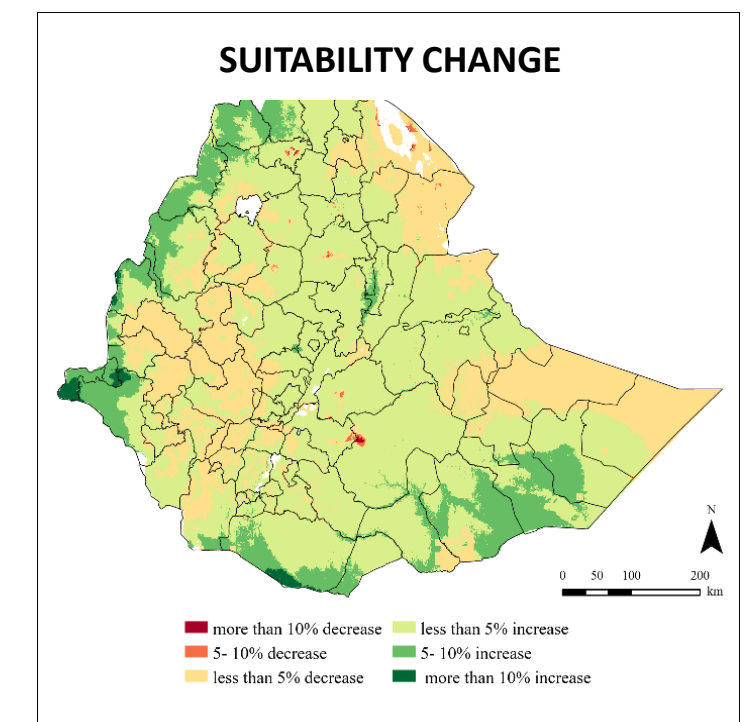 SUITABILITY CHANGE
N
0 50 100 200
km
more than 10% decrease less than 5% increase
5- 10% decrease 5- 10% increase
less than 5% decrease more than 10% increase